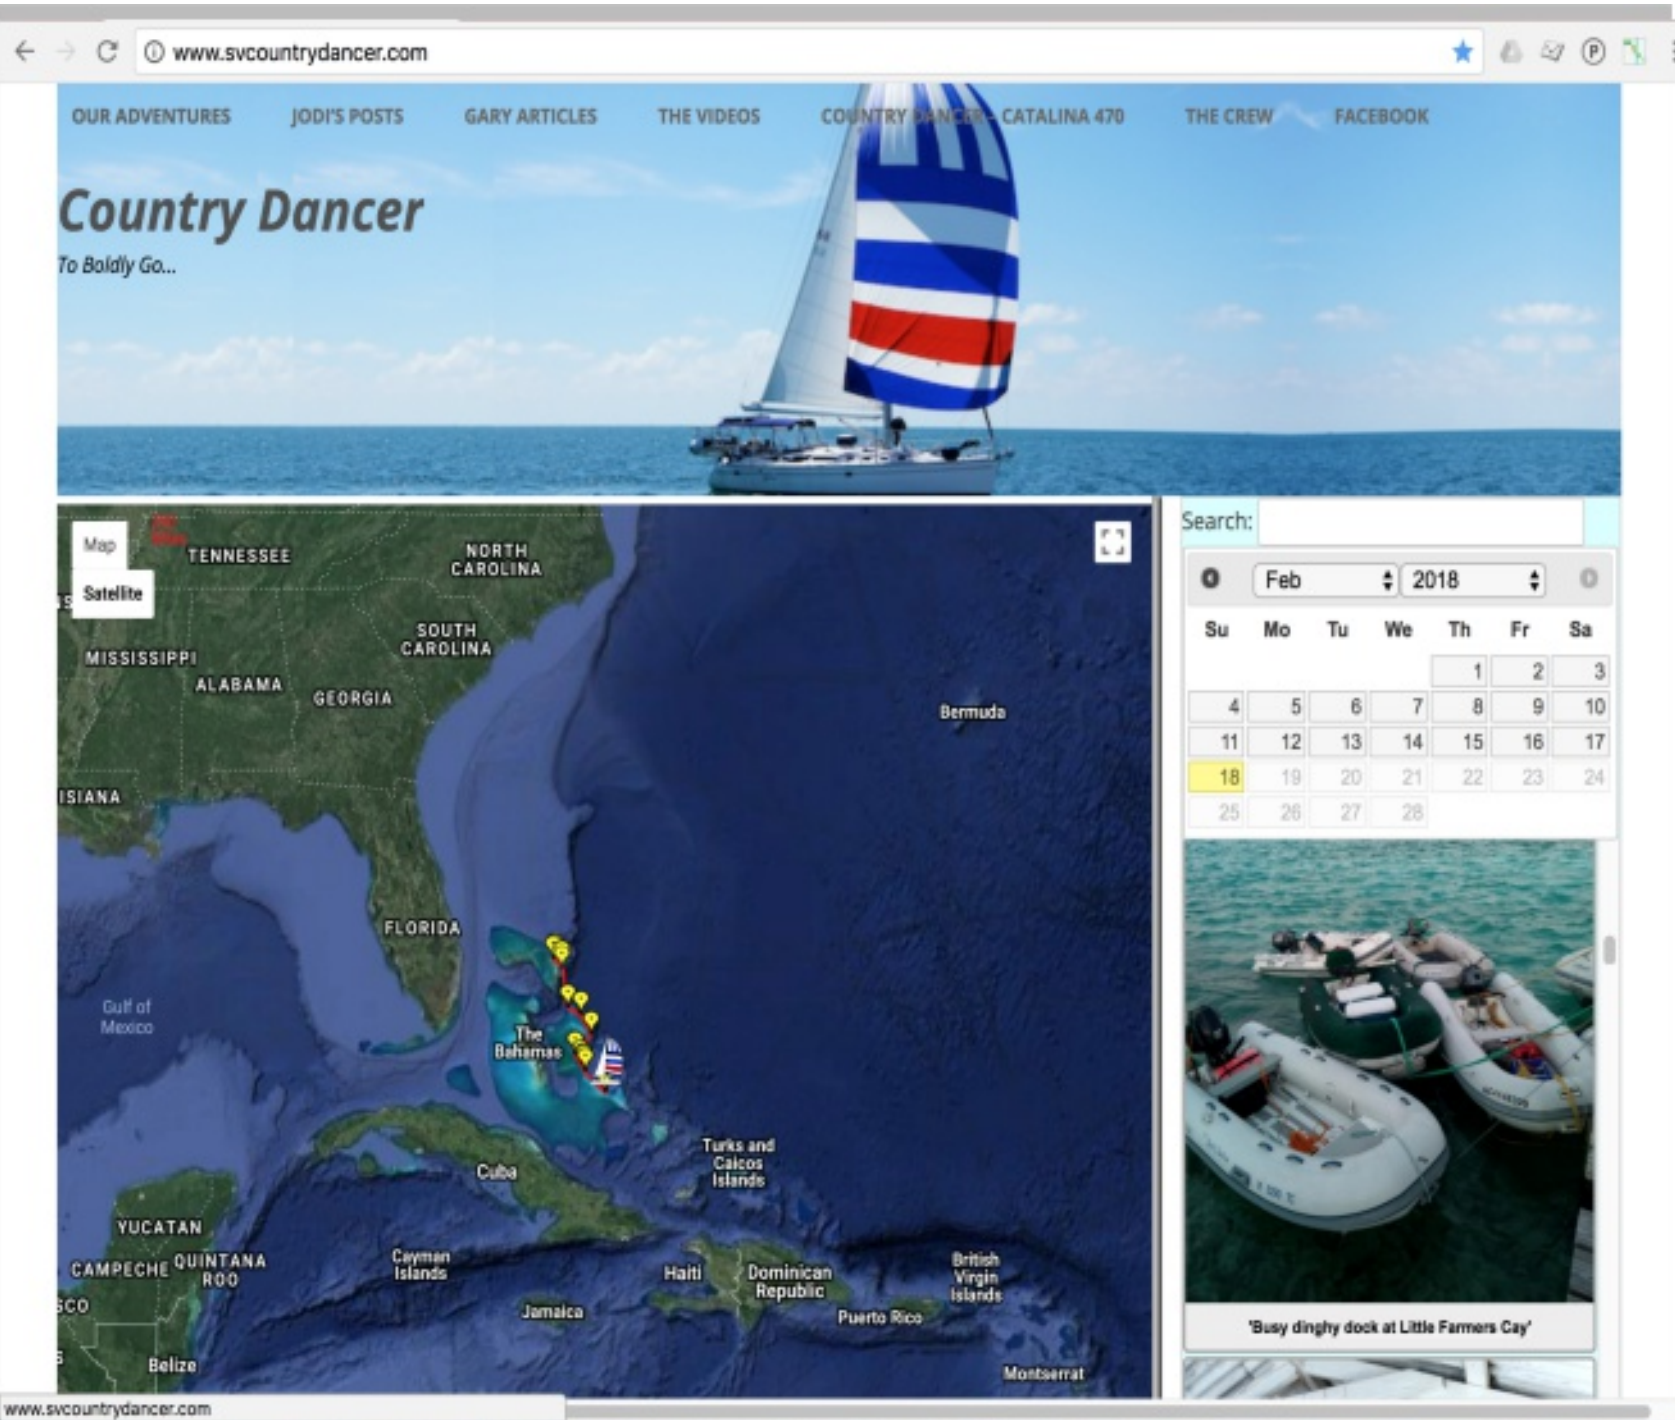 www.svcountrydancer.com
OUR ADVENTURES JODI'S POSTS GARY ARTICLES THE VIDEOS COUNTRY DANCER - CATALINA 470 THE CREW FACEBOOK
Country Dancer
To Boldly Go...
Search:
Map
Satellite
TENNESSEE
NORTH
CAROLINA
SOUTH
CAROLINA
MISSISSIPPI
ALABAMA
GEORGIA
ISIANA
FLORIDA
Bermuda
Gulf of
Mexico
The
Bahamas
Turks and
Caicos
Islands
Cuba
YUCATAN
CAMPECHE
QUINTANA
ROO
SCO
Cayman
Islands
Haiti
Dominican
Republic
British
Virgin
Islands
Jamaica
Puerto Rico
Belize
Montserrat
Feb 2018
Su Mo Tu We Th Fr Sa
1 2 3
4 5 6 7 8 9 10
11 12 13 14 15 16 17
18 19 20 21 22 23 24
25 26 27 28
'Busy dinghy dock at Little Farmers Cay'
www.svcountrydancer.com